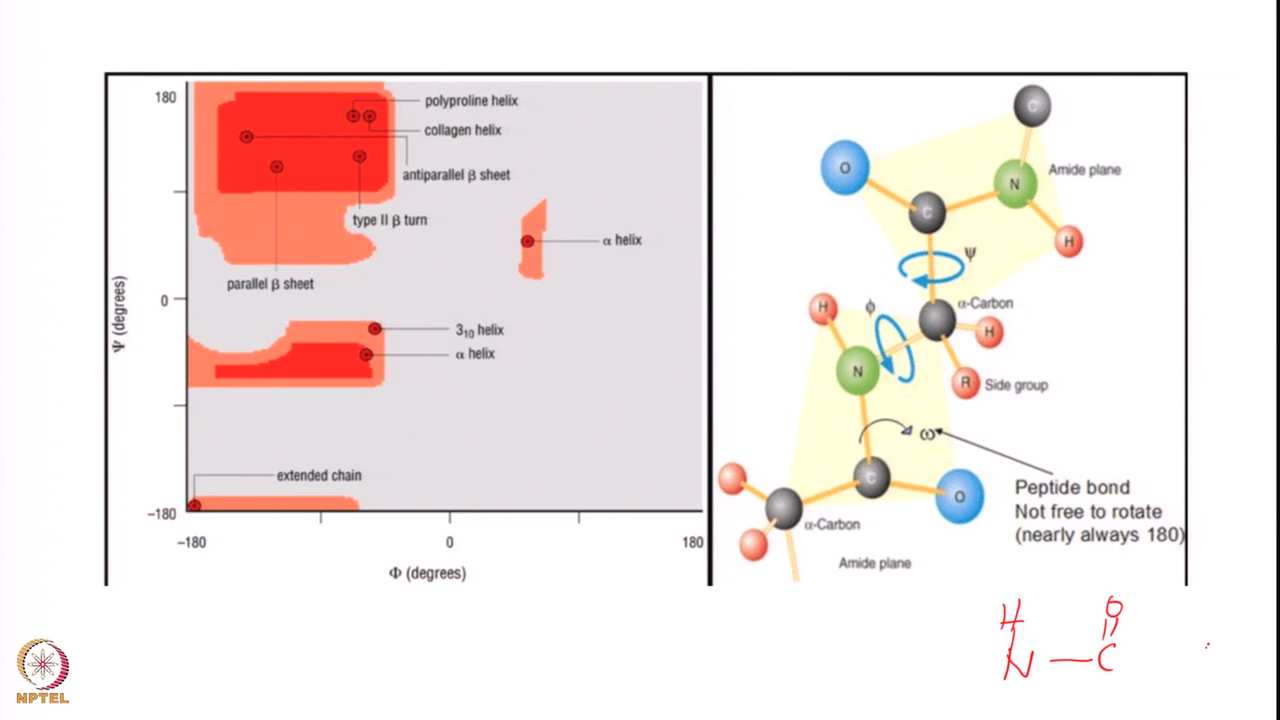 180
polyproline helix
collagen helix
antiparallel β sheet
type II β turn
α helix
parallel β sheet
Ψ (degrees)
0
3₁₀ helix
α helix
extended chain
−180
−180
0
180
Φ (degrees)
C
O
N
Amide plane
C
H
ψ
α-Carbon
H
ϕ
H
N
R
Side group
ω
C
O
α-Carbon
Amide plane
Peptide bond
Not free to rotate
(nearly always 180)
H O
N — C
NPTEL